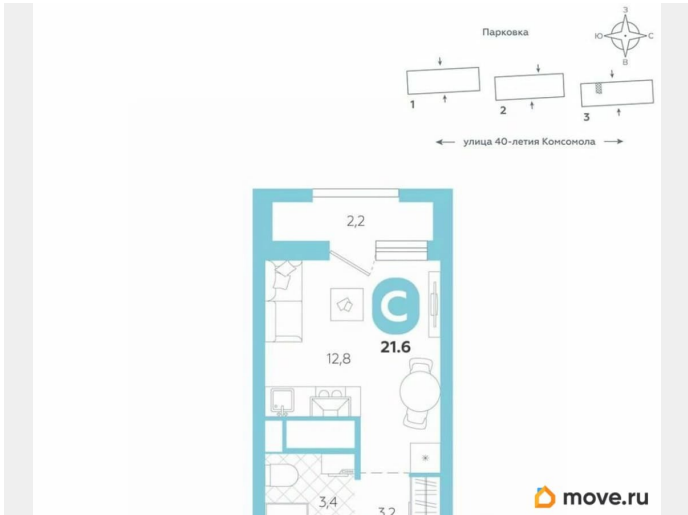 З
Парковка
Ю С
В
1
2
3
улица 40-летия Комсомола
2,2
С
21.6
12,8
3,4
3,2
move.ru